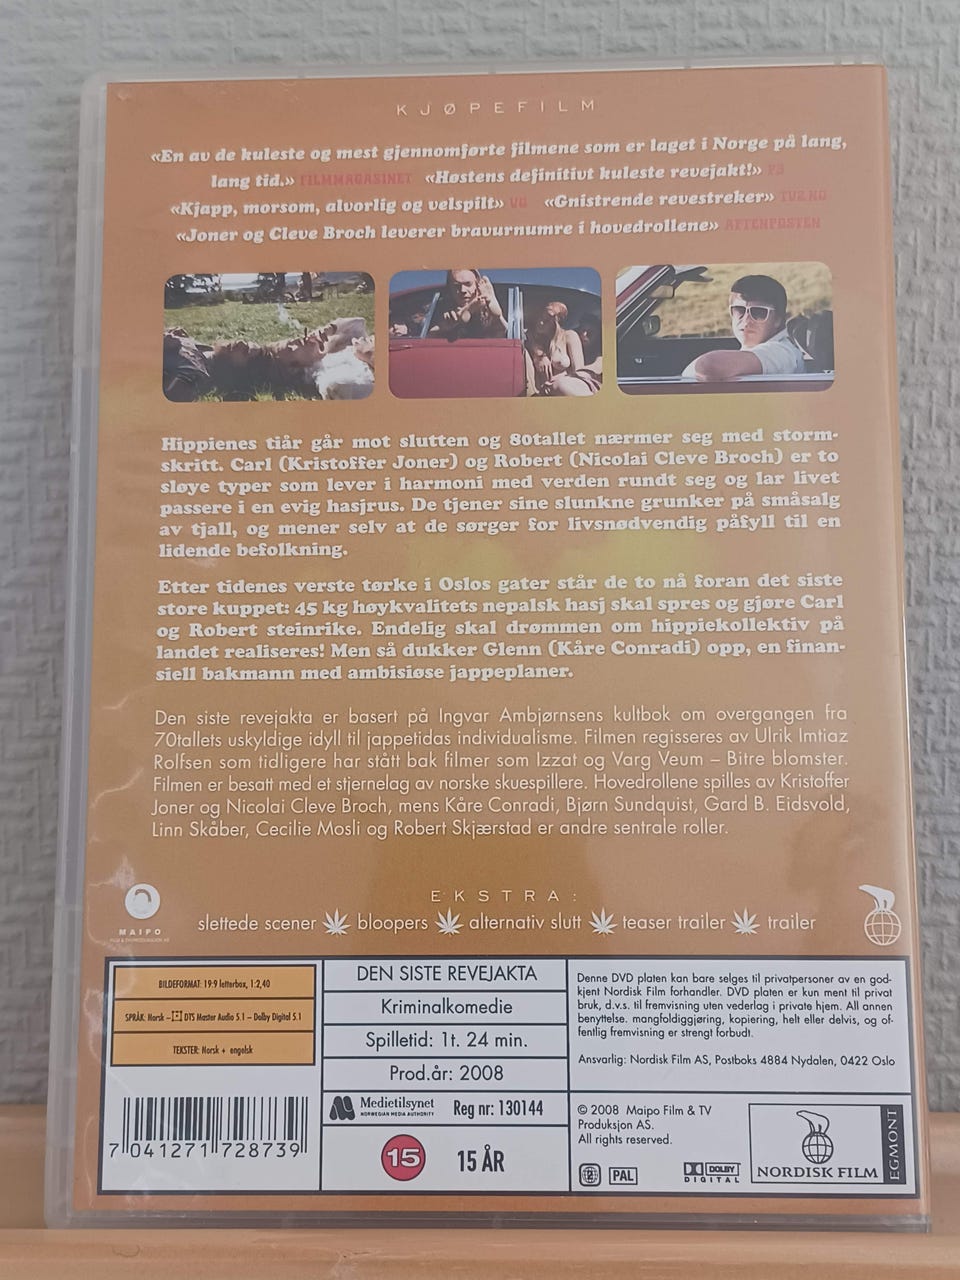 KJØPEFILM
«En av de kuleste og mest gjennomførte filmene som er laget i Norge på lang,
lang tid.» FILMMAGASINET «Høstens definitivt kuleste revejakt!» P3
«Kjapp, morsom, alvorlig og velspilt» VG «Gnistrende revestreker» TV2.NO
«Joner og Cleve Broch leverer bravurnumre i hovedrollene» AFTENPOSTEN
Hippienes tiår går mot slutten og 80tallet nærmer seg med storm-
skritt. Carl (Kristoffer Joner) og Robert (Nicolai Cleve Broch) er to
sløye typer som lever i harmoni med verden rundt seg og lar livet
passere i en evig hasjrus. De tjener sine slunkne grunker på småsalg
av tjall, og mener selv at de sørger for livsnødvendig påfyll til en
lidende befolkning.
Etter tidenes verste tørke i Oslos gater står de to nå foran det siste
store kuppet: 45 kg høykvalitets nepalsk hasj skal spres og gjøre Carl
og Robert steinrike. Endelig skal drømmen om hippiekollektiv på
landet realiseres! Men så dukker Glenn (Kåre Conradi) opp, en finan-
siell bakmann med ambisiøse jappeplaner.
Den siste revejakta er basert på Ingvar Ambjørnsens kultbok om overgangen fra
70tallets uskyldige idyll til jappetidas individualisme. Filmen regisseres av Ulrik Imtiaz
Rolfsen som tidligere har stått bak filmer som Izzat og Varg Veum – Bitre blomster.
Filmen er besatt med et stjernelag av norske skuespillere. Hovedrollene spilles av Kristoffer
Joner og Nicolai Cleve Broch, mens Kåre Conradi, Bjørn Sundquist, Gard B. Eidsvold,
Linn Skåber, Cecilie Mosli og Robert Skjærstad er andre sentrale roller.
EKSTRA:
slettede scener bloopers alternativ slutt teaser trailer trailer
MAIPO
FILM & TV PRODUKSJON AS
BILDEFORMAT: 19:9 letterbox, 1:2,40
SPRÅK: Norsk – DTS Master Audio 5.1 – Dolby Digital 5.1
TEKSTER: Norsk + engelsk
7 041271 728739
DEN SISTE REVEJAKTA
Kriminalkomedie
Spilletid: 1t. 24 min.
Prod.år: 2008
Medietilsynet
NORWEGIAN MEDIA AUTHORITY
Reg nr: 130144
15
15 ÅR
Denne DVD platen kan bare selges til privatpersoner av en god-
kjent Nordisk Film forhandler. DVD platen er kun ment til privat
bruk, d.v.s. til fremvisning uten vederlag i private hjem. All annen
benyttelse. mangfoldiggjøring, kopiering, helt eller delvis, og of-
fentlig fremvisning er strengt forbudt.
Ansvarlig: Nordisk Film AS, Postboks 4884 Nydalen, 0422 Oslo
© 2008 Maipo Film & TV
Produksjon AS.
All rights reserved.
2
PAL
DOLBY
DIGITAL
NORDISK FILM
EGMONT